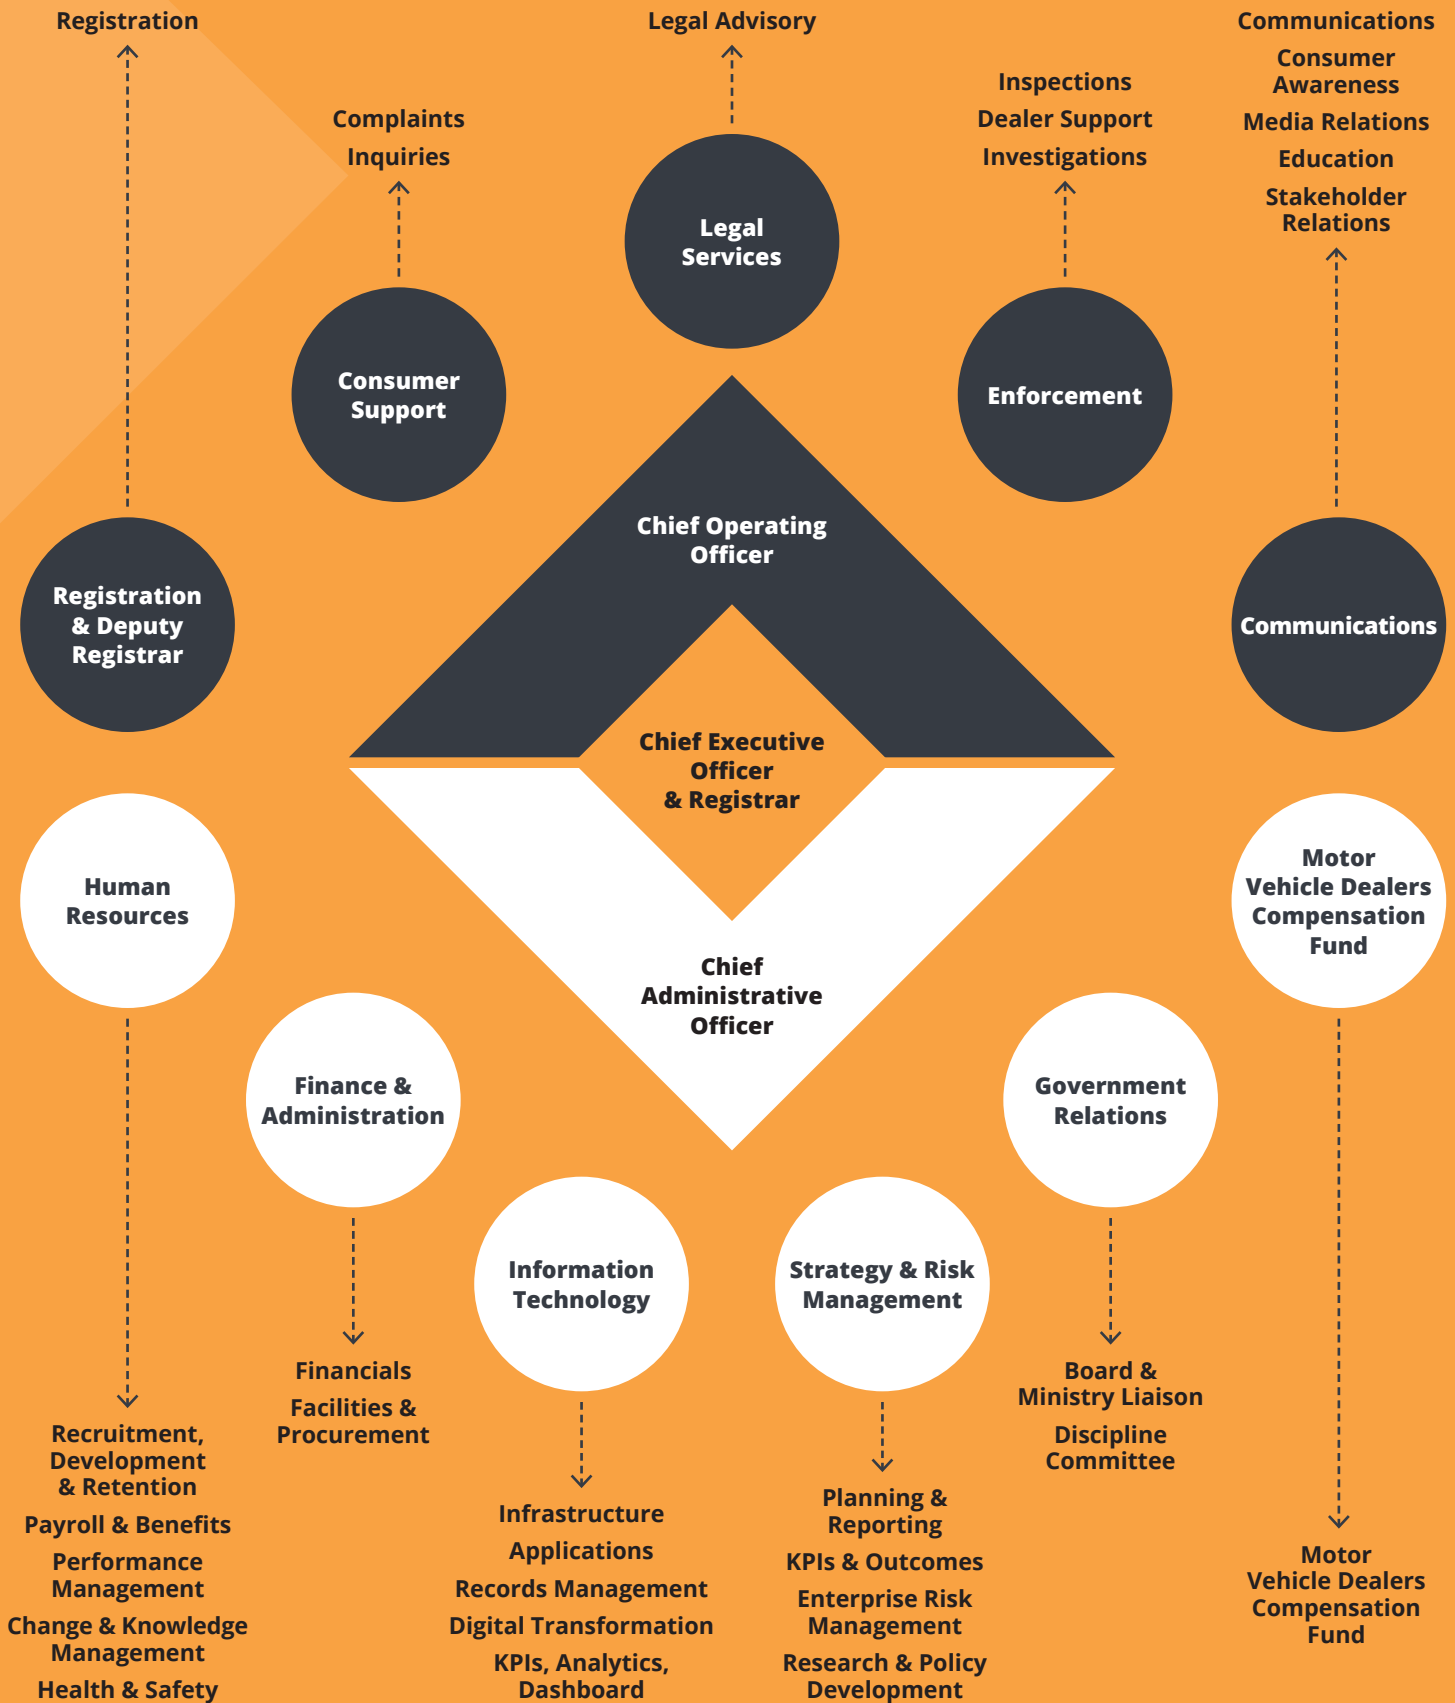 Registration
Legal Advisory
Communications
Consumer
Awareness
Media Relations
Education
Stakeholder
Relations
Complaints
Inquiries
Inspections
Dealer Support
Investigations
Legal
Services
Consumer
Support
Enforcement
Chief Operating
Officer
Registration
& Deputy
Registrar
Communications
Chief Executive
Officer
& Registrar
Human
Resources
Motor
Vehicle Dealers
Compensation
Fund
Chief
Administrative
Officer
Finance &
Administration
Government
Relations
Information
Technology
Strategy & Risk
Management
Recruitment,
Development
& Retention
Payroll & Benefits
Performance
Management
Change & Knowledge
Management
Health & Safety
Financials
Facilities &
Procurement
Infrastructure
Applications
Records Management
Digital Transformation
KPIs, Analytics,
Dashboard
Planning &
Reporting
KPIs & Outcomes
Enterprise Risk
Management
Research & Policy
Development
Board &
Ministry Liaison
Discipline
Committee
Motor
Vehicle Dealers
Compensation
Fund